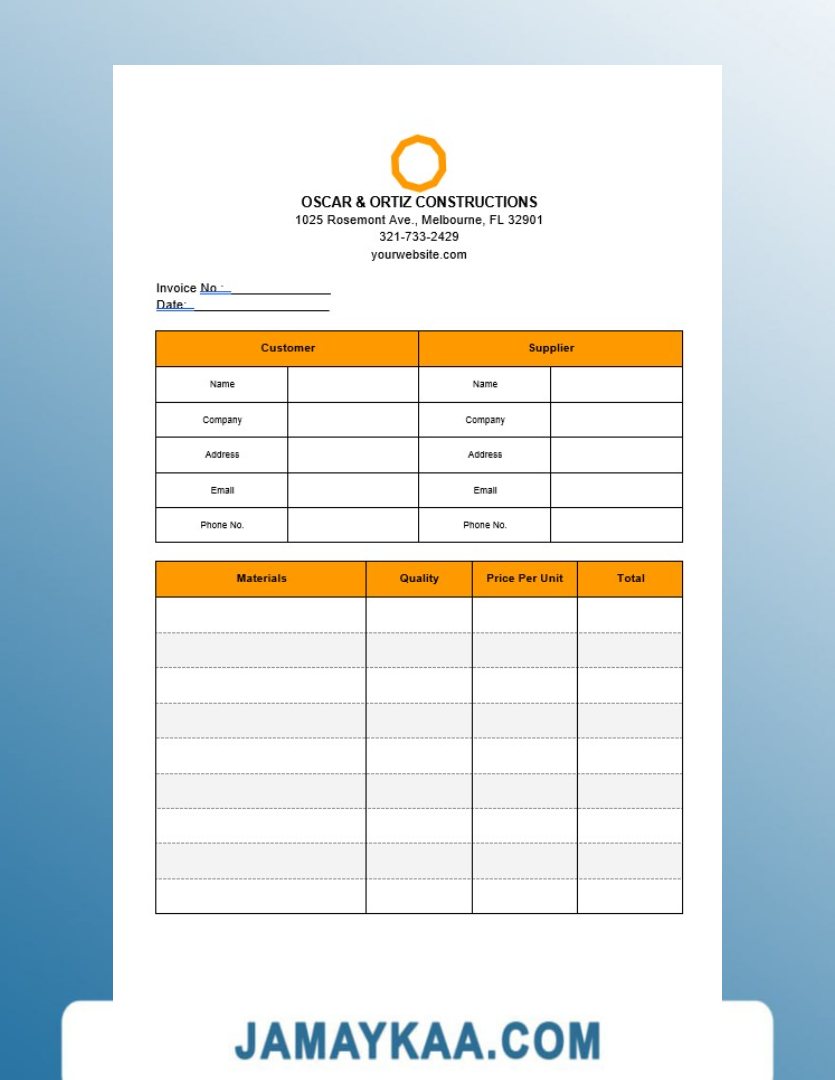 OSCAR & ORTIZ CONSTRUCTIONS
1025 Rosemont Ave., Melbourne, FL 32901
321-733-2429
yourwebsite.com
Invoice No.: _______________
Date: ____________________
Customer Supplier
Name Name
Company Company
Address Address
Email Email
Phone No. Phone No.
Materials Quality Price Per Unit Total
JAMAYKAA.COM